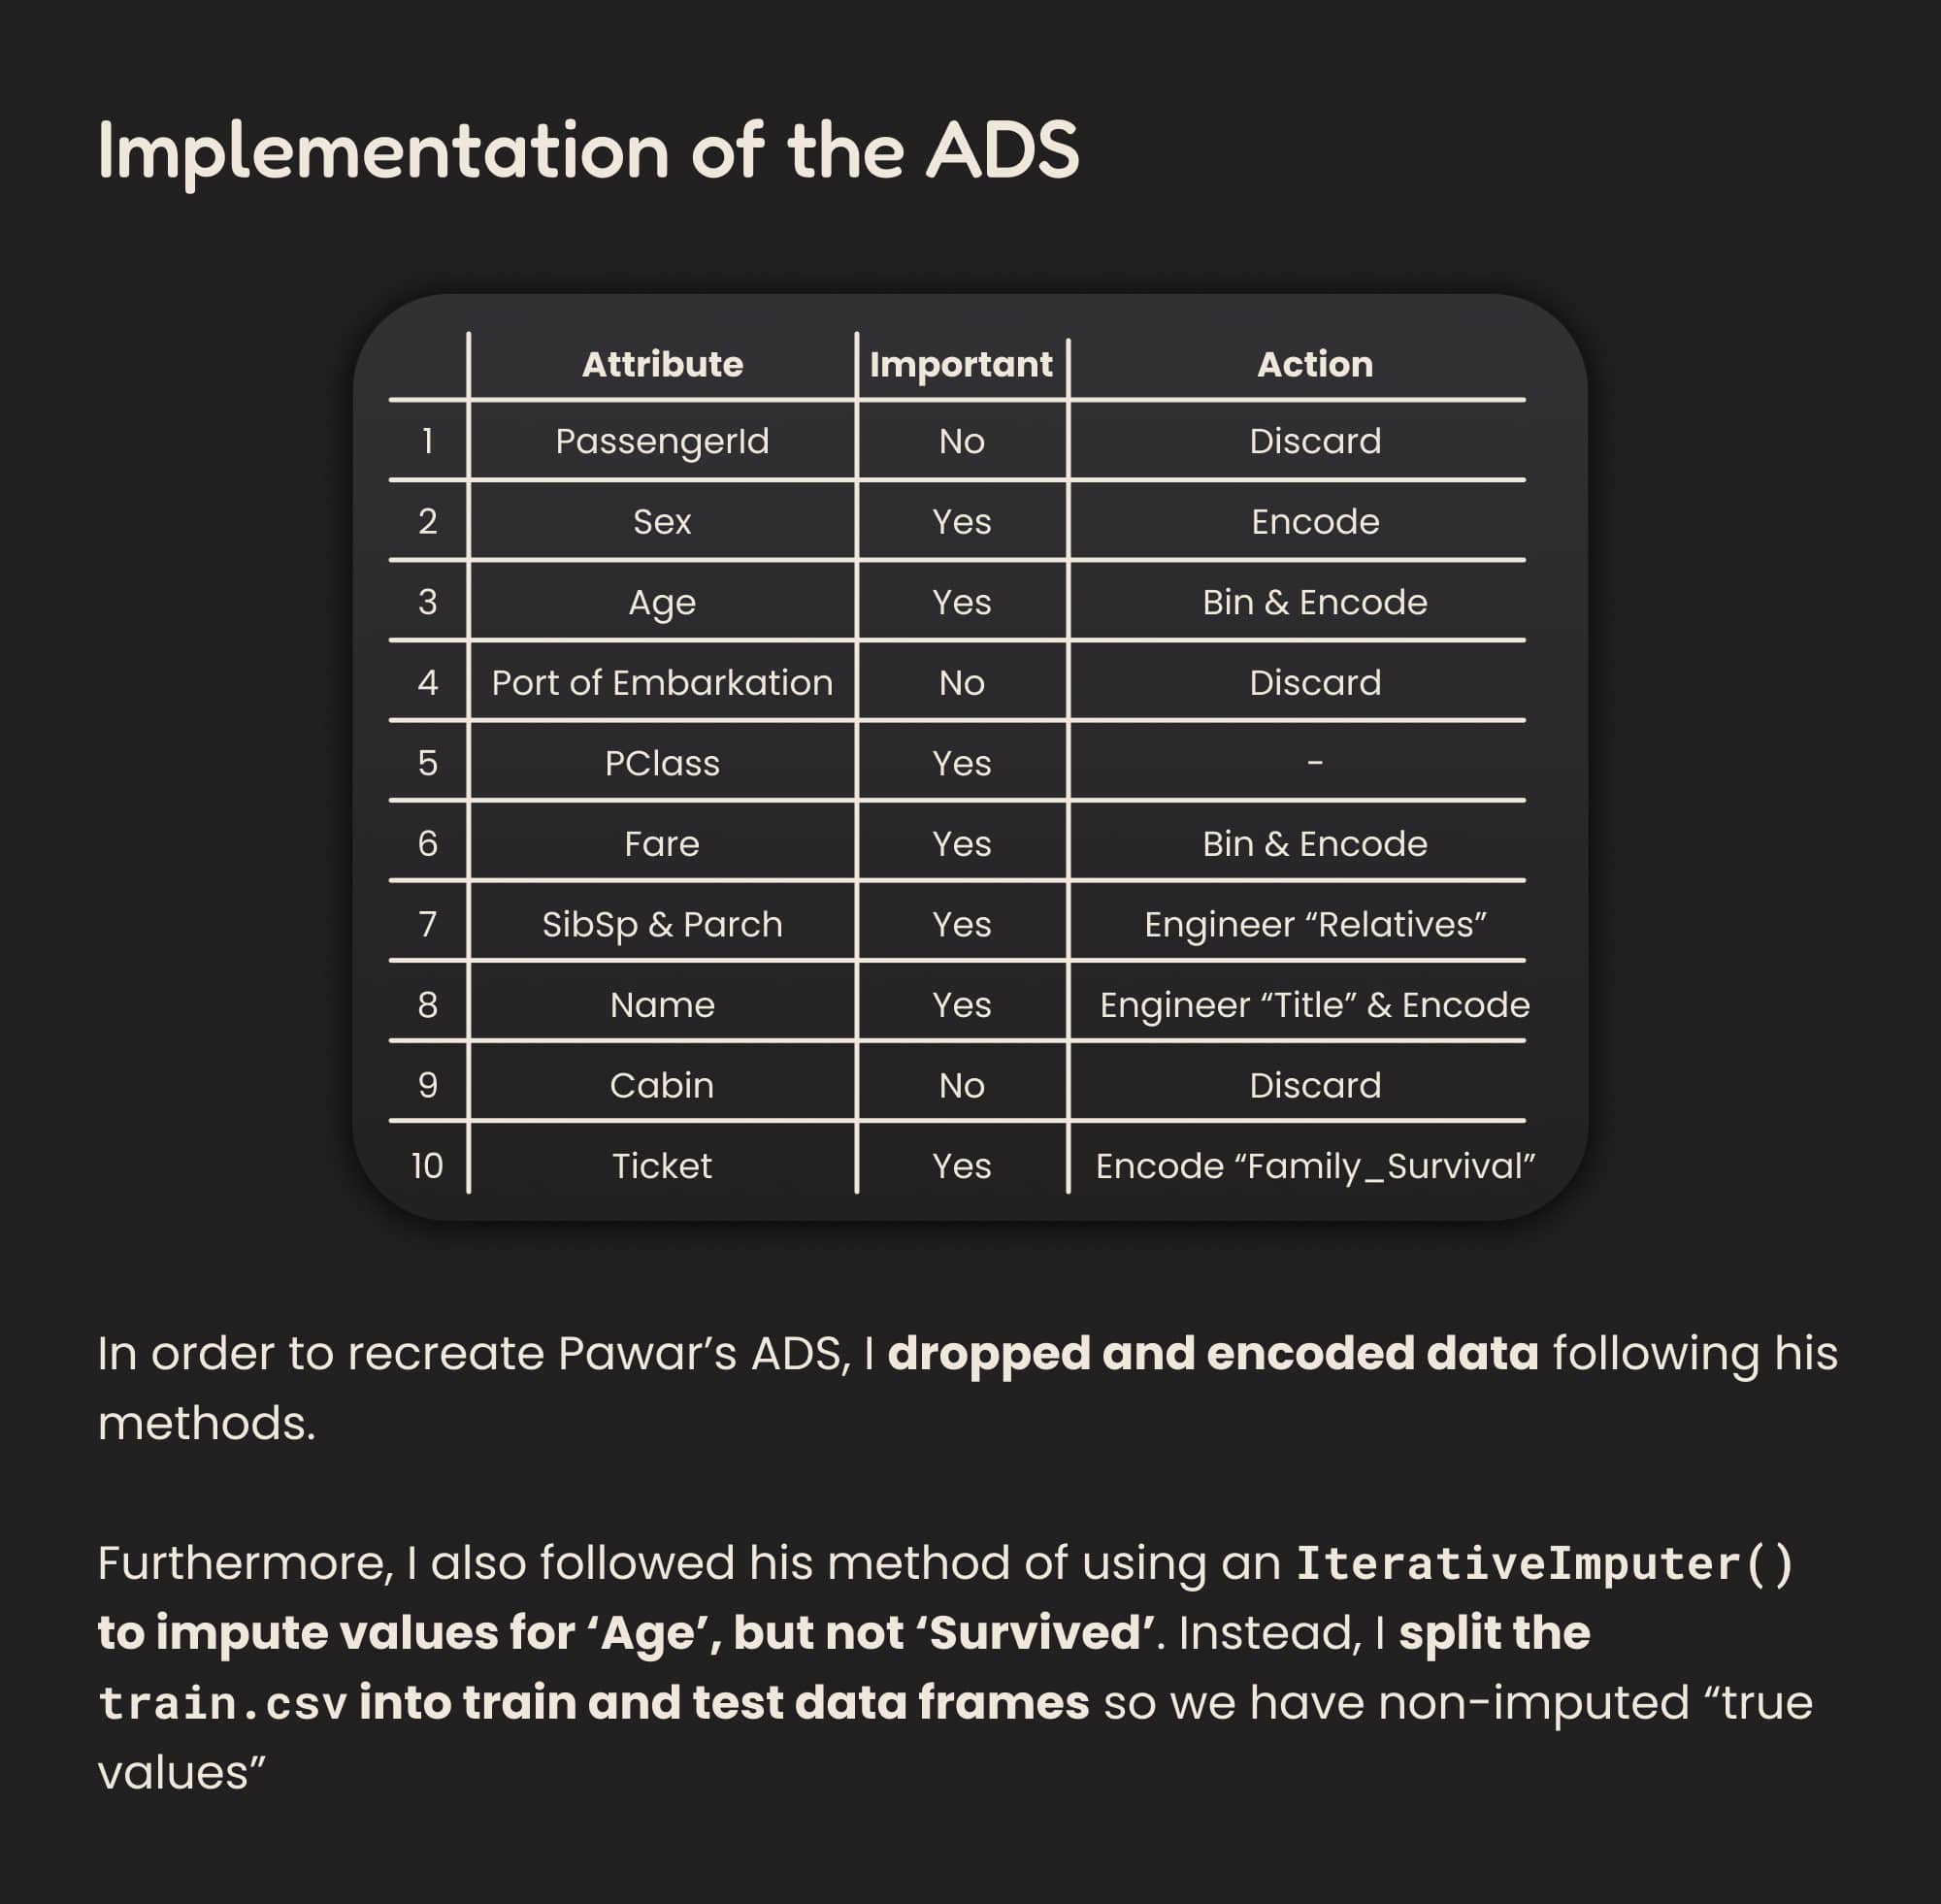 Implementation of the ADS
Attribute Important Action
1 PassengerId No Discard
2 Sex Yes Encode
3 Age Yes Bin & Encode
4 Port of Embarkation No Discard
5 PClass Yes -
6 Fare Yes Bin & Encode
7 SibSp & Parch Yes Engineer “Relatives”
8 Name Yes Engineer “Title” & Encode
9 Cabin No Discard
10 Ticket Yes Encode “Family_Survival”
In order to recreate Pawar’s ADS, I dropped and encoded data following his
methods.
Furthermore, I also followed his method of using an IterativeImputer()
to impute values for ‘Age’, but not ‘Survived’. Instead, I split the
train.csv into train and test data frames so we have non-imputed “true
values”